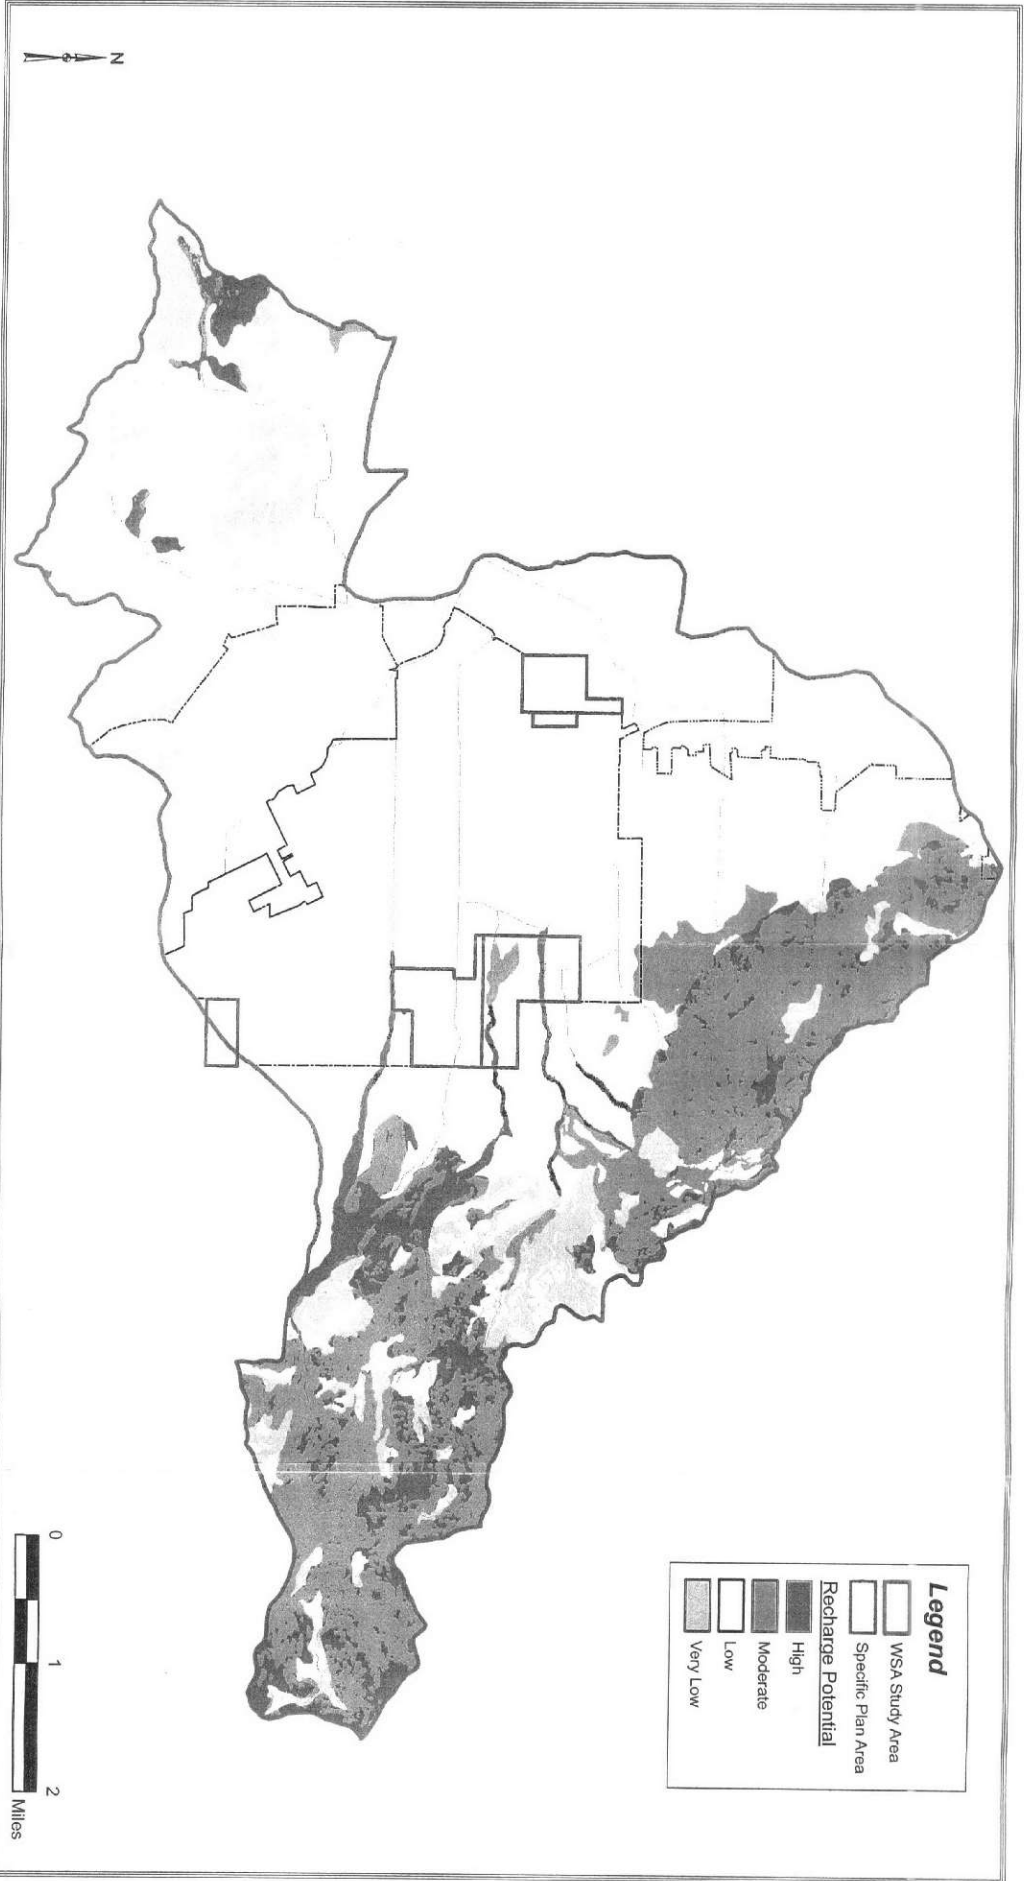 N
Legend
WSA Study Area
Specific Plan Area
Recharge Potential
High
Moderate
Low
Very Low
0 1 2
Miles